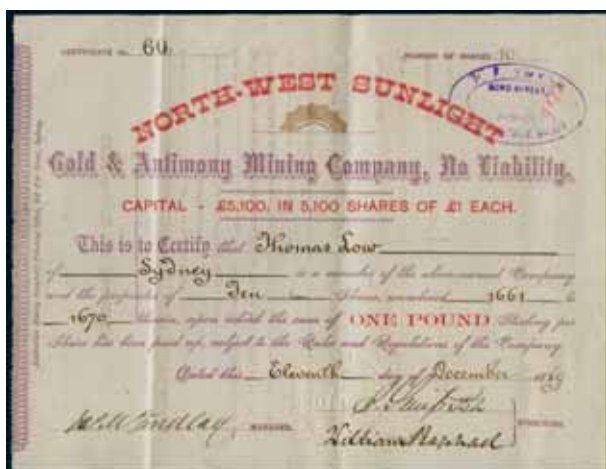 CERTIFICATE No. 60.
NUMBER OF SHARES 10
BOND STREET
NORTH-WEST SUNLIGHT
Gold & Antimony Mining Company, No Liability.
CAPITAL - £5,100, IN 5,100 SHARES OF £1 EACH.
This is to Certify that Thomas Low
of Sydney is a member of the Company
and the proprietor of Ten Shares, numbered 1661 to
1670, upon which the sum of ONE POUND Sterling per
Share has been paid up, subject to the Rules and Regulations of the Company.
Dated this Eleventh day of December
MANAGER.
William Raphael